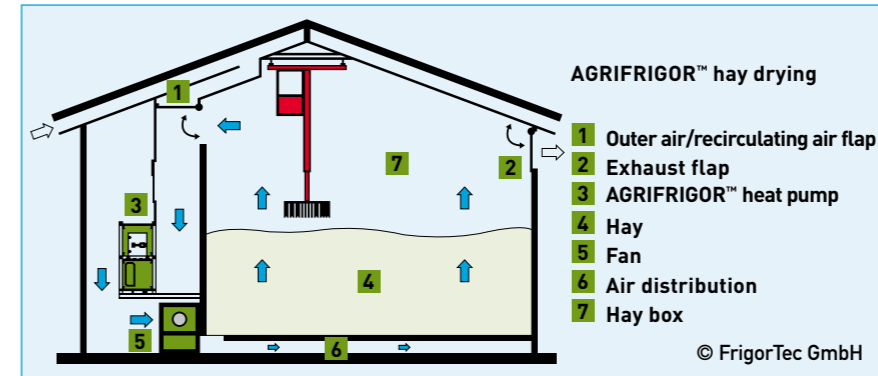 AGRIFRIGOR™ hay drying
1 Outer air/recirculating air flap
2 Exhaust flap
3 AGRIFRIGOR™ heat pump
4 Hay
5 Fan
6 Air distribution
7 Hay box
© FrigorTec GmbH
1
2
3
4
5
6
7